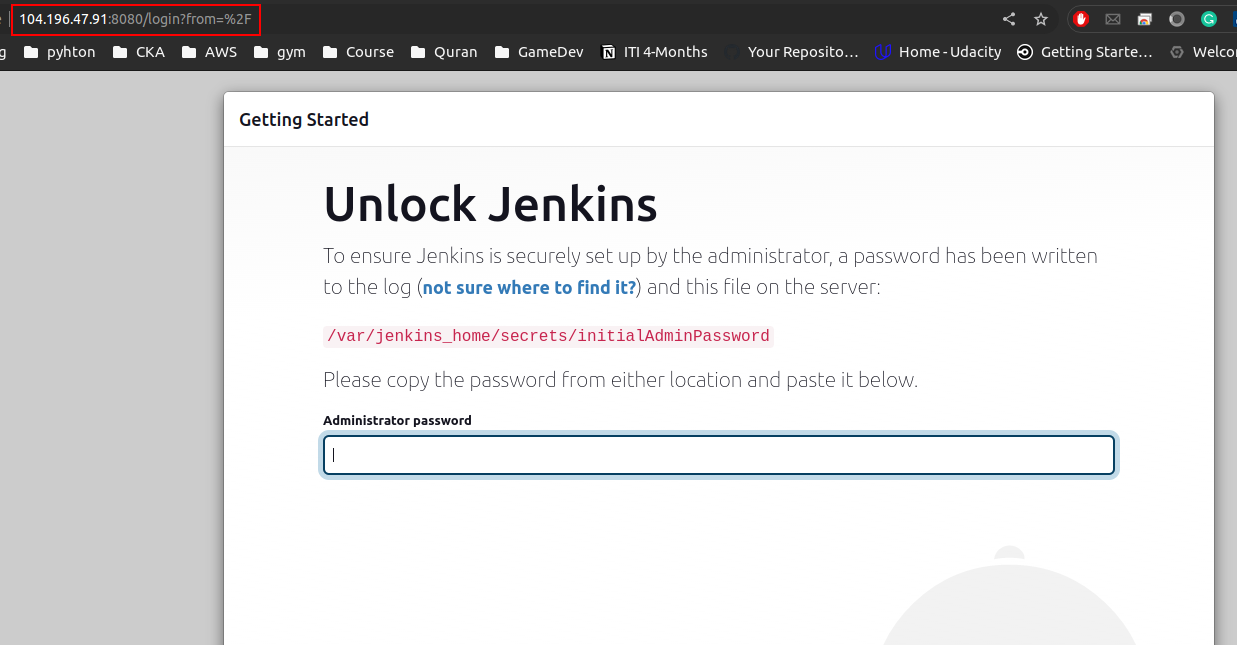 104.196.47.91:8080/login?from=%2F
g pyhton CKA AWS gym Course Quran GameDev ITI 4-Months Your Reposito... Home - Udacity Getting Starte... Welco
Getting Started
Unlock Jenkins
To ensure Jenkins is securely set up by the administrator, a password has been written
to the log (not sure where to find it?) and this file on the server:
/var/jenkins_home/secrets/initialAdminPassword
Please copy the password from either location and paste it below.
Administrator password